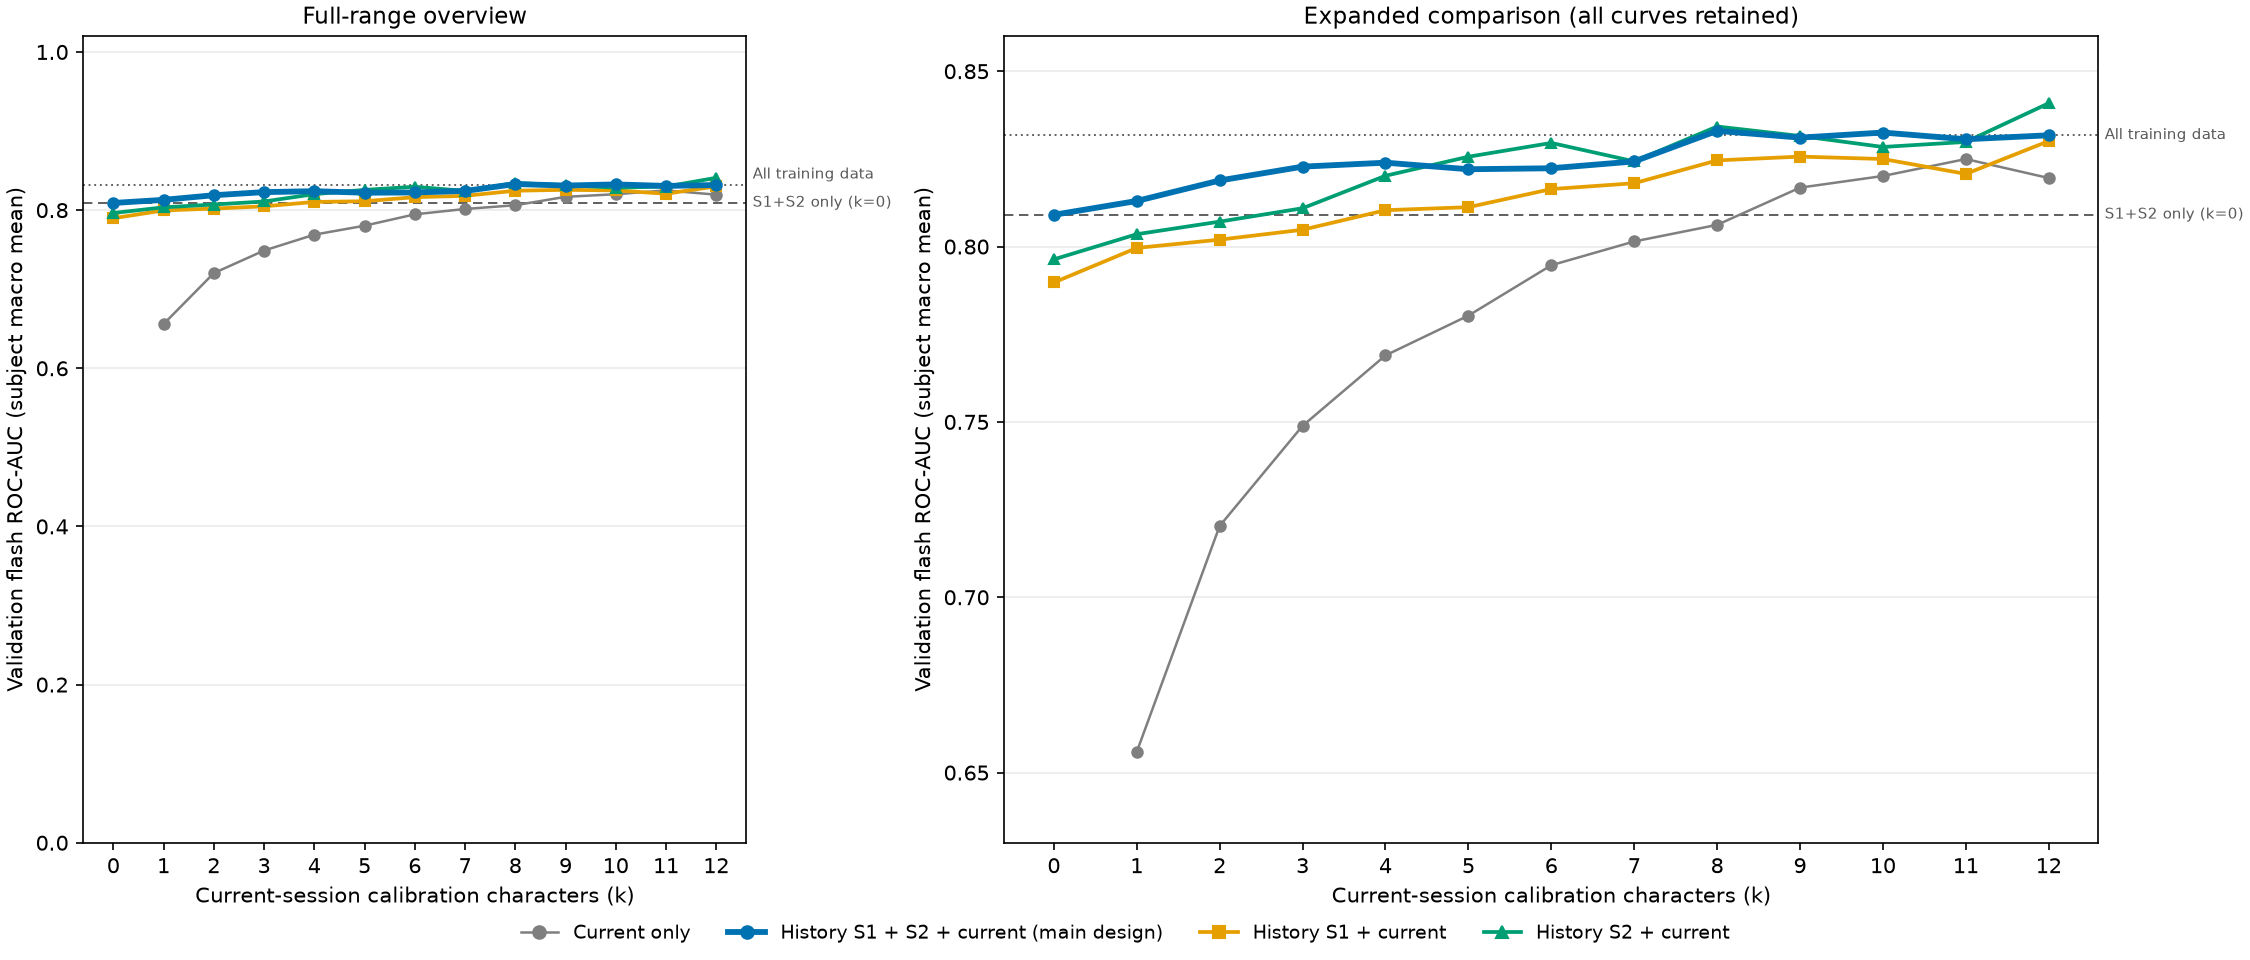 Full-range overview
Expanded comparison (all curves retained)
Validation flash ROC-AUC (subject macro mean)
1.0
0.8
0.6
0.4
0.2
0.0
All training data
S1+S2 only (k=0)
0 1 2 3 4 5 6 7 8 9 10 11 12
Current-session calibration characters (k)
Validation flash ROC-AUC (subject macro mean)
0.85
0.80
0.75
0.70
0.65
All training data
S1+S2 only (k=0)
0 1 2 3 4 5 6 7 8 9 10 11 12
Current-session calibration characters (k)
Current only
History S1 + S2 + current (main design)
History S1 + current
History S2 + current